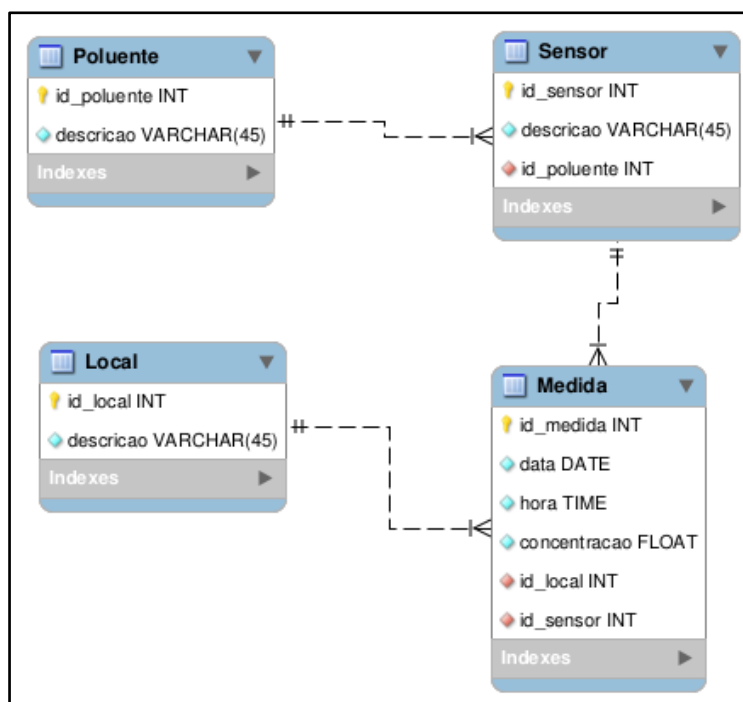 Poluente
id_poluente INT
descricao VARCHAR(45)
Indexes
Sensor
id_sensor INT
descricao VARCHAR(45)
id_poluente INT
Indexes
Local
id_local INT
descricao VARCHAR(45)
Indexes
Medida
id_medida INT
data DATE
hora TIME
concentracao FLOAT
id_local INT
id_sensor INT
Indexes